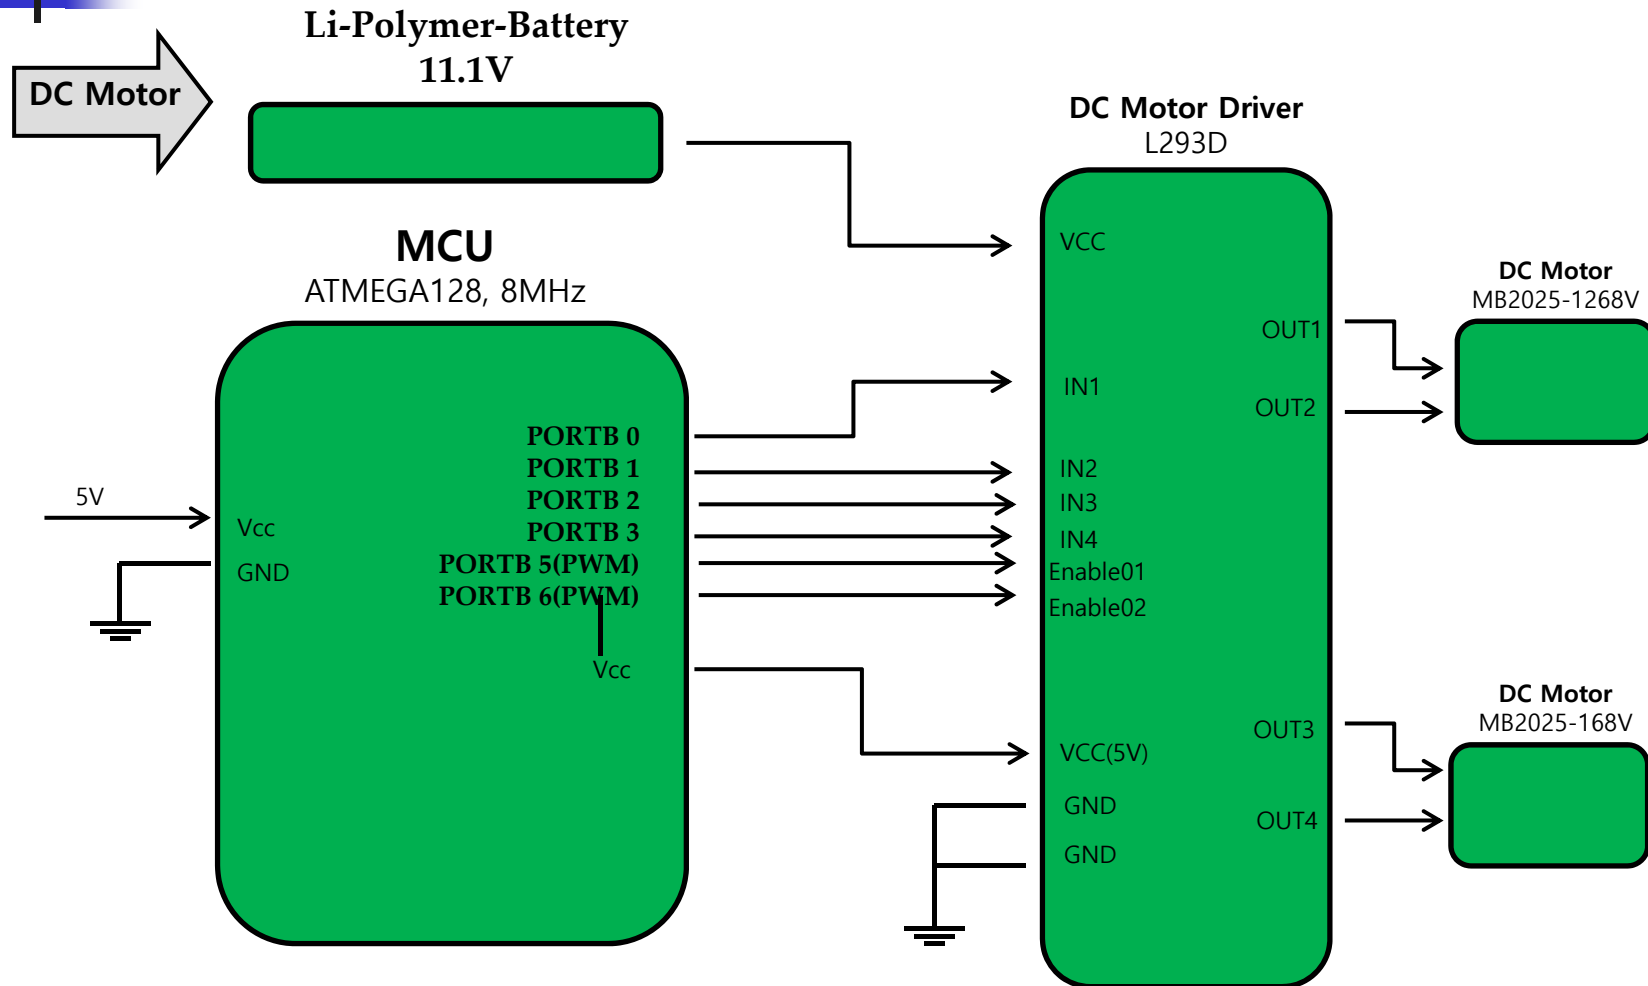 DC Motor
Li-Polymer-Battery
11.1V
MCU
ATMEGA128, 8MHz
PORTB 0
PORTB 1
PORTB 2
PORTB 3
PORTB 5(PWM)
PORTB 6(PWM)
5V
Vcc
GND
Vcc
DC Motor Driver
L293D
VCC
IN1
IN2
IN3
IN4
Enable01
Enable02
VCC(5V)
GND
GND
OUT1
OUT2
OUT3
OUT4
DC Motor
MB2025-1268V
DC Motor
MB2025-168V